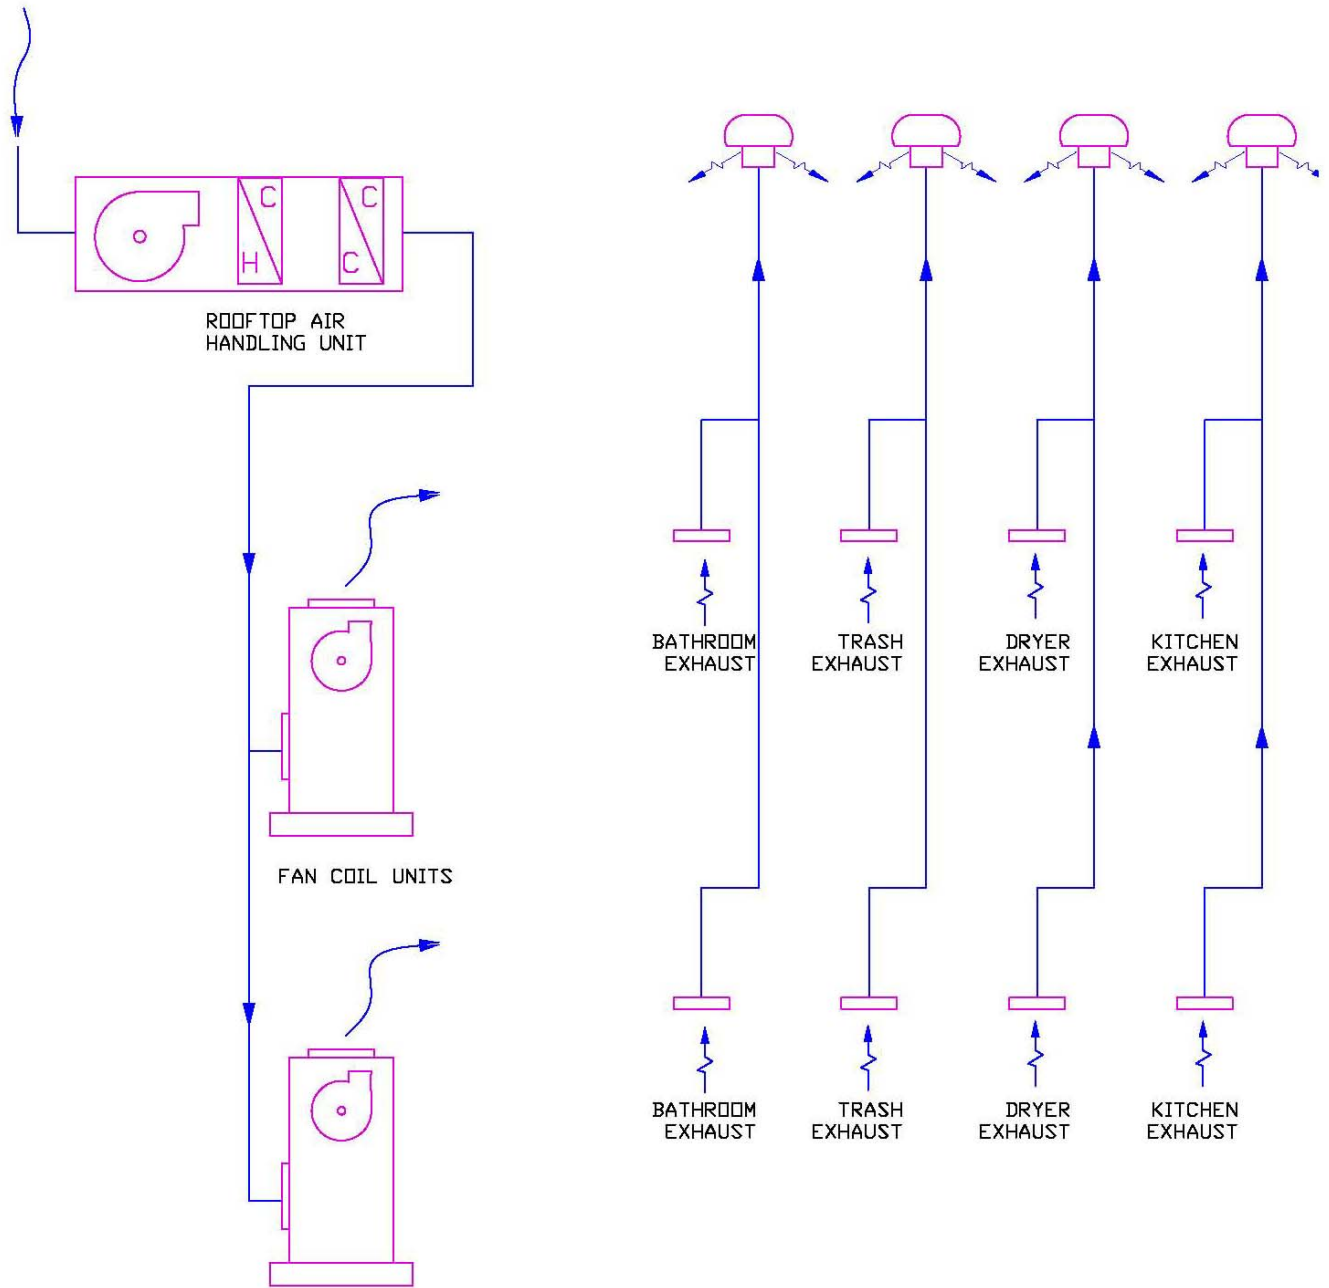 C
H
C
C
ROOFTOP AIR
HANDLING UNIT
BATHROOM
EXHAUST
TRASH
EXHAUST
DRYER
EXHAUST
KITCHEN
EXHAUST
FAN COIL UNITS
BATHROOM
EXHAUST
TRASH
EXHAUST
DRYER
EXHAUST
KITCHEN
EXHAUST